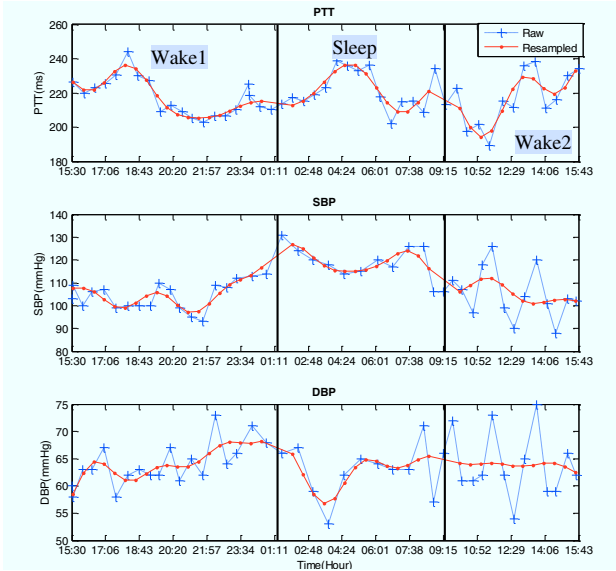 PTT
260
240
220
200
180
160
PTT(ms)
Wake1
Sleep
Wake2
Raw
Resampled
15:30 17:06 18:43 20:20 21:57 23:34 01:11 02:48 04:24 06:01 07:38 09:15 10:52 12:29 14:06 15:43
SBP
140
130
120
110
100
90
80
SBP(mmHg)
15:30 17:06 18:43 20:20 21:57 23:34 01:11 02:48 04:24 06:01 07:38 09:15 10:52 12:29 14:06 15:43
DBP
75
70
65
60
55
50
DBP(mmHg)
15:30 17:06 18:43 20:20 21:57 23:34 01:11 02:48 04:24 06:01 07:38 09:15 10:52 12:29 14:06 15:43
Time(Hour)